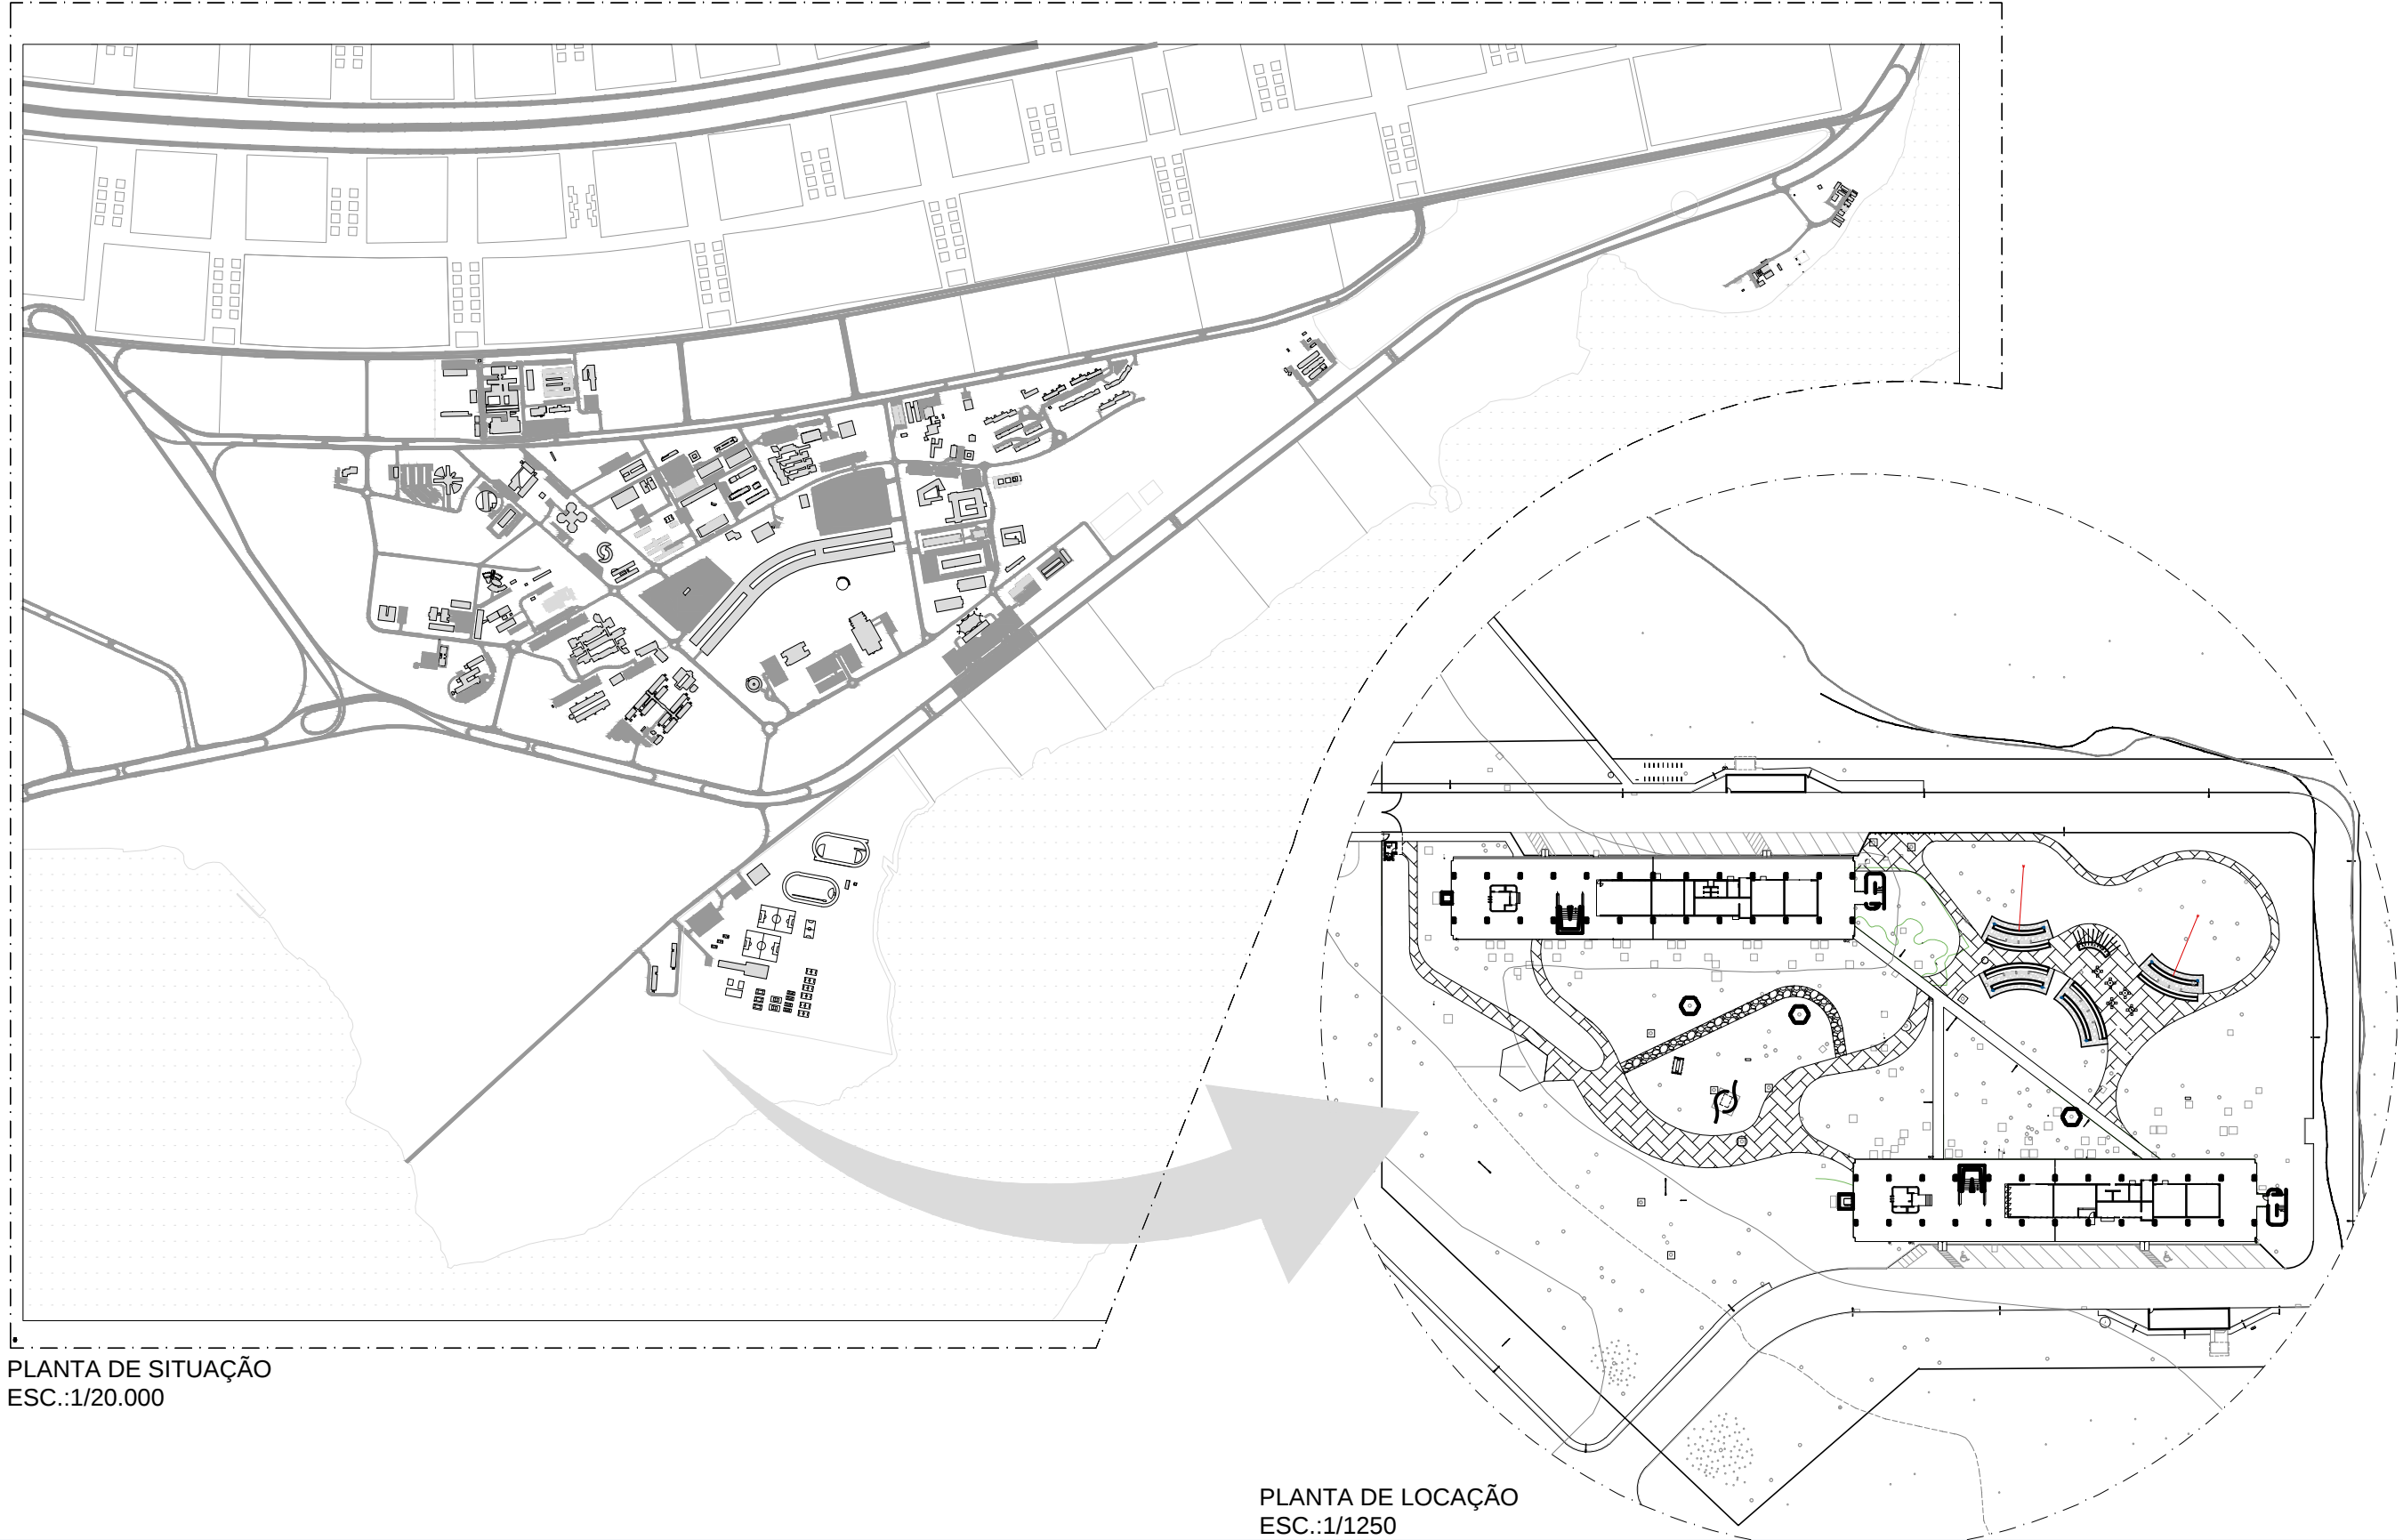 PLANTA DE SITUAÇÃO
ESC.:1/20.000
PLANTA DE LOCAÇÃO
ESC.:1/1250